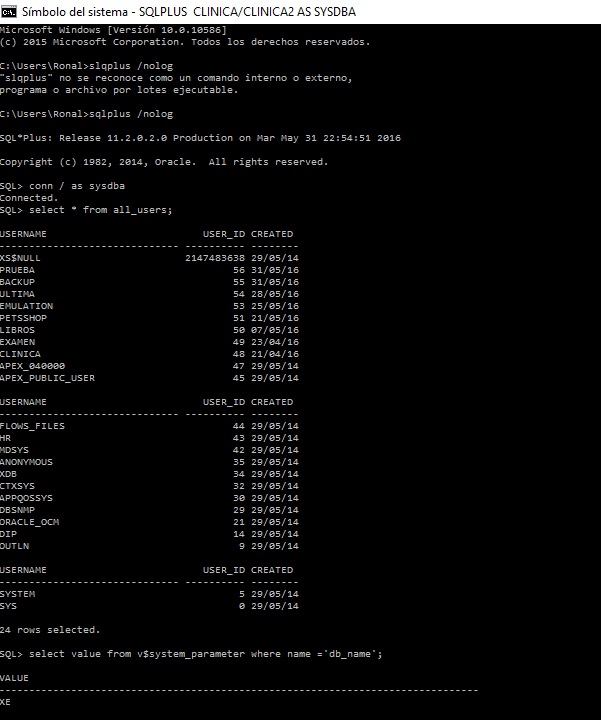 Símbolo del sistema - SQLPLUS CLINICA/CLINICA2 AS SYSDBA
Microsoft Windows [Versión 10.0.10586]
(c) 2015 Microsoft Corporation. Todos los derechos reservados.
C:\Users\Ronal>slqplus /nolog
"slqplus" no se reconoce como un comando interno o externo,
programa o archivo por lotes ejecutable.
C:\Users\Ronal>sqlplus /nolog
SQL*Plus: Release 11.2.0.2.0 Production on Mar May 31 22:54:51 2016
Copyright (c) 1982, 2014, Oracle.  All rights reserved.
SQL> conn / as sysdba
Connected.
SQL> select * from all_users;
USERNAME                          USER_ID CREATED
------------------------------ ---------- --------
XS$NULL                        2147483638 29/05/14
PRUEBA                                 56 31/05/16
BACKUP                                 55 31/05/16
ULTIMA                                 54 28/05/16
EMULATION                              53 25/05/16
PETSSHOP                               51 21/05/16
LIBROS                                 50 07/05/16
EXAMEN                                 49 23/04/16
CLINICA                                48 21/04/16
APEX_040000                            47 29/05/14
APEX_PUBLIC_USER                       45 29/05/14
USERNAME                          USER_ID CREATED
------------------------------ ---------- --------
FLOWS_FILES                            44 29/05/14
HR                                     43 29/05/14
MDSYS                                  42 29/05/14
ANONYMOUS                              35 29/05/14
XDB                                    34 29/05/14
CTXSYS                                 32 29/05/14
APPQOSSYS                              30 29/05/14
DBSNMP                                 29 29/05/14
ORACLE_OCM                             21 29/05/14
DIP                                    14 29/05/14
OUTLN                                   9 29/05/14
USERNAME                          USER_ID CREATED
------------------------------ ---------- --------
SYSTEM                                  5 29/05/14
SYS                                     0 29/05/14
24 rows selected.
SQL> select value from v$system_parameter where name ='db_name';
VALUE
--------------------------------------------------------------------------------
XE